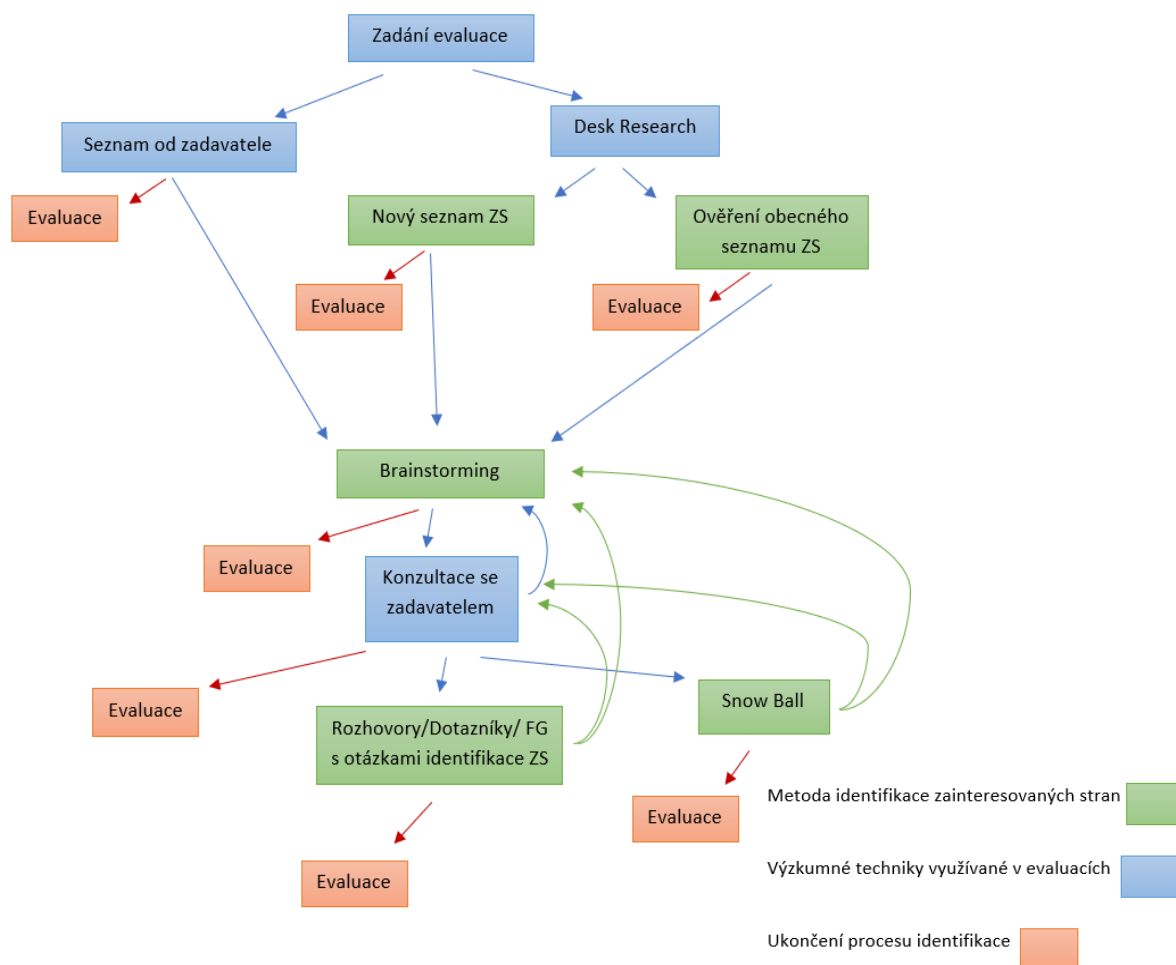 Zadání evaluace
Seznam od zadavatele
Desk Research
Evaluace
Nový seznam ZS
Ověření obecného
seznamu ZS
Evaluace
Evaluace
Brainstorming
Evaluace
Konzultace se
zadavatelem
Evaluace
Rozhovory/Dotazníky/ FG
s otázkami identifikace ZS
Snow Ball
Evaluace
Evaluace
Metoda identifikace zainteresovaných stran
Výzkumné techniky využívané v evaluacích
Ukončení procesu identifikace